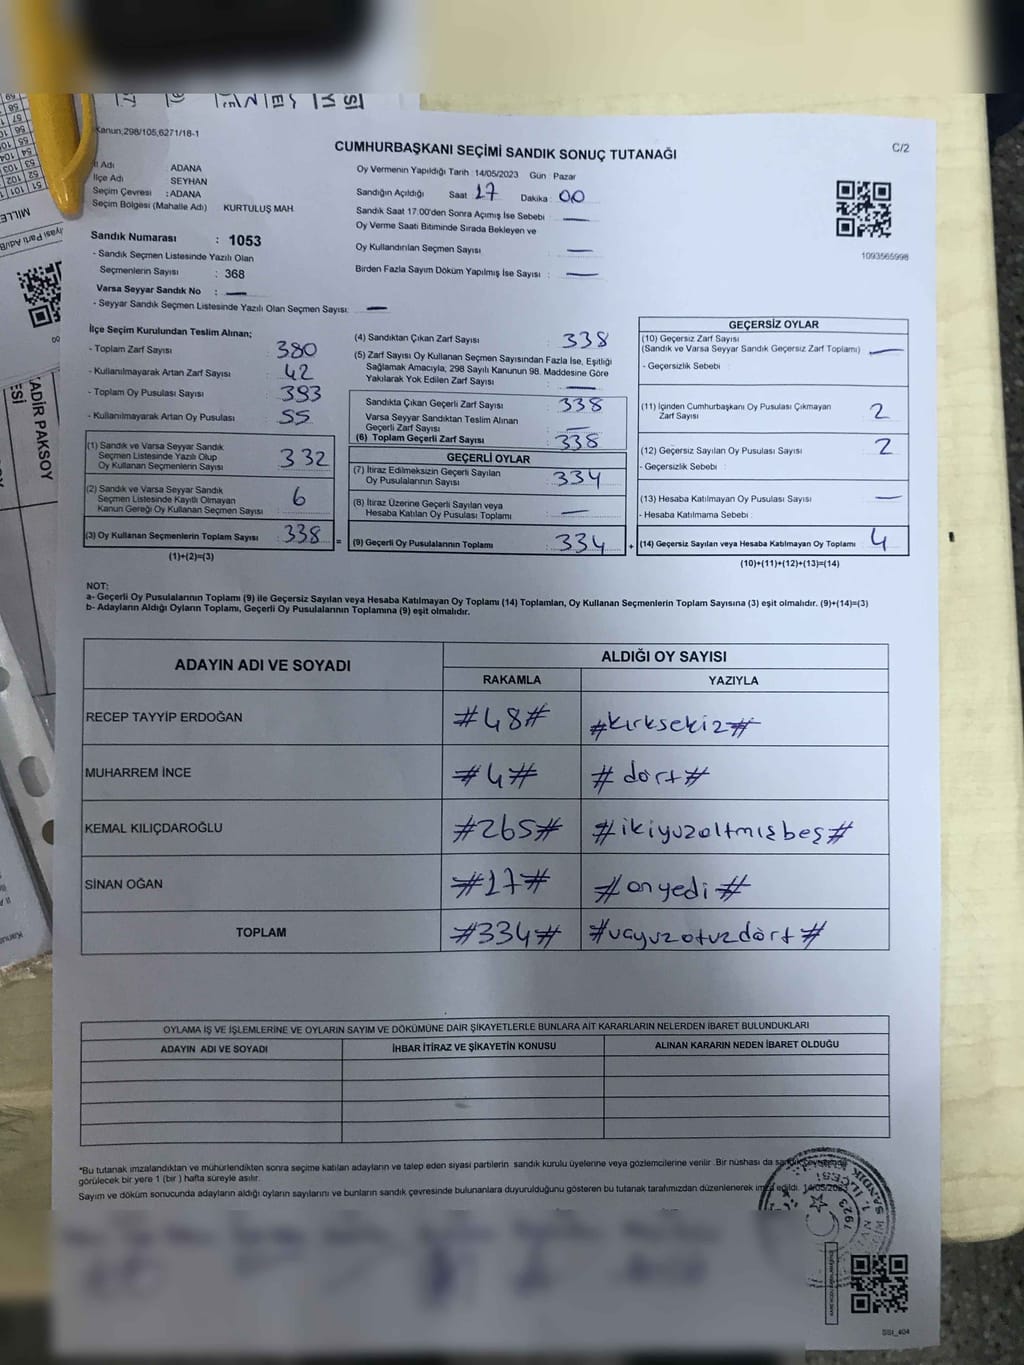 Kanun,298/105,6271/18-1
C/2
CUMHURBAŞKANI SEÇİMİ SANDIK SONUÇ TUTANAĞI
İl Adı ADANA
İlçe Adı SEYHAN
Seçim Çevresi : ADANA
Seçim Bölgesi (Mahalle Adı) KURTULUŞ MAH.
Sandık Numarası : 1053
- Sandık Seçmen Listesinde Yazılı Olan
Seçmenlerin Sayısı : 368
Varsa Seyyar Sandık No : —
- Seyyar Sandık Seçmen Listesinde Yazılı Olan Seçmen Sayısı: —
Oy Vermenin Yapıldığı Tarih : 14/05/2023 Gün : Pazar
Sandığın Açıldığı Saat : 17 Dakika : 00
Sandık Saat 17:00'den Sonra Açımış İse Sebebi : —
Oy Verme Saati Bitiminde Sırada Bekleyen ve
Oy Kullandırılan Seçmen Sayısı : —
Birden Fazla Sayım Döküm Yapılmış İse Sayısı : —
1093565998
İlçe Seçim Kurulundan Teslim Alınan;
- Toplam Zarf Sayısı : 380
- Kullanılmayarak Artan Zarf Sayısı : 42
- Toplam Oy Pusulası Sayısı : 393
- Kullanılmayarak Artan Oy Pusulası : 55
(1) Sandık ve Varsa Seyyar Sandık
Seçmen Listesinde Yazılı Olup
Oy Kullanan Seçmenlerin Sayısı : 332
(2) Sandık ve Varsa Seyyar Sandık
Seçmen Listesinde Kayıtlı Olmayan
Kanun Gereği Oy Kullanan Seçmen Sayısı : 6
(3) Oy Kullanan Seçmenlerin Toplam Sayısı : 338
(1)+(2)=(3)
(4) Sandıktan Çıkan Zarf Sayısı : 338
(5) Zarf Sayısı Oy Kullanan Seçmen Sayısından Fazla İse, Eşitliği
Sağlamak Amacıyla, 298 Sayılı Kanunun 98. Maddesine Göre
Yakılarak Yok Edilen Zarf Sayısı : —
Sandıkta Çıkan Geçerli Zarf Sayısı : 338
Varsa Seyyar Sandıktan Teslim Alınan
Geçerli Zarf Sayısı : —
(6) Toplam Geçerli Zarf Sayısı : 338
GEÇERLİ OYLAR
(7) İtiraz Edilmeksizin Geçerli Sayılan
Oy Pusulalarının Sayısı : 334
(8) İtiraz Üzerine Geçerli Sayılan veya
Hesaba Katılan Oy Pusulası Toplamı : —
= (9) Geçerli Oy Pusulalarının Toplamı : 334
GEÇERSİZ OYLAR
(10) Geçersiz Zarf Sayısı
(Sandık ve Varsa Seyyar Sandık Geçersiz Zarf Toplamı) : —
- Geçersizlik Sebebi :
(11) İçinden Cumhurbaşkanı Oy Pusulası Çıkmayan
Zarf Sayısı : 2
(12) Geçersiz Sayılan Oy Pusulası Sayısı : 2
- Geçersizlik Sebebi :
(13) Hesaba Katılmayan Oy Pusulası Sayısı : —
- Hesaba Katılmama Sebebi :
+ (14) Geçersiz Sayılan veya Hesaba Katılmayan Oy Toplamı : 4
(10)+(11)+(12)+(13)=(14)
NOT:
a- Geçerli Oy Pusulalarının Toplamı (9) ile Geçersiz Sayılan veya Hesaba Katılmayan Oy Toplamı (14) Toplamları, Oy Kullanan Seçmenlerin Toplam Sayısına (3) eşit olmalıdır. (9)+(14)=(3)
b- Adayların Aldığı Oyların Toplamı, Geçerli Oy Pusulalarının Toplamına (9) eşit olmalıdır.
ADAYIN ADI VE SOYADI
ALDIĞI OY SAYISI
RAKAMLA YAZIYLA
RECEP TAYYİP ERDOĞAN #48# #kırksekiz#
MUHARREM İNCE #4# #dört#
KEMAL KILIÇDAROĞLU #265# #ikiyuzaltmışbeş#
SİNAN OĞAN #17# #onyedi#
TOPLAM #334# #üçyuzotuzdört#
OYLAMA İŞ VE İŞLEMLERİNE VE OYLARIN SAYIM VE DÖKÜMÜNE DAİR ŞİKAYETLERLE BUNLARA AİT KARARLARIN NELERDEN İBARET BULUNDUKLARI
ADAYIN ADI VE SOYADI İHBAR İTİRAZ VE ŞİKAYETİN KONUSU ALINAN KARARIN NEDEN İBARET OLDUĞU
*Bu tutanak imzalandıktan ve mühürlendikten sonra seçime katılan adayların ve talep eden siyasi partilerin sandık kurulu üyelerine veya gözlemcilerine verilir. Bir nüshası da
görülecek bir yere 1 (bir ) hafta süreyle asılır.
Sayım ve döküm sonucunda adayların aldığı oyların sayılarını ve bunların sandık çevresinde bulunanlara duyurulduğunu gösteren bu tutanak tarafımızdan düzenlenerek imza edildi. 14/05/2023
SSI_404
KADİR PAKSOY